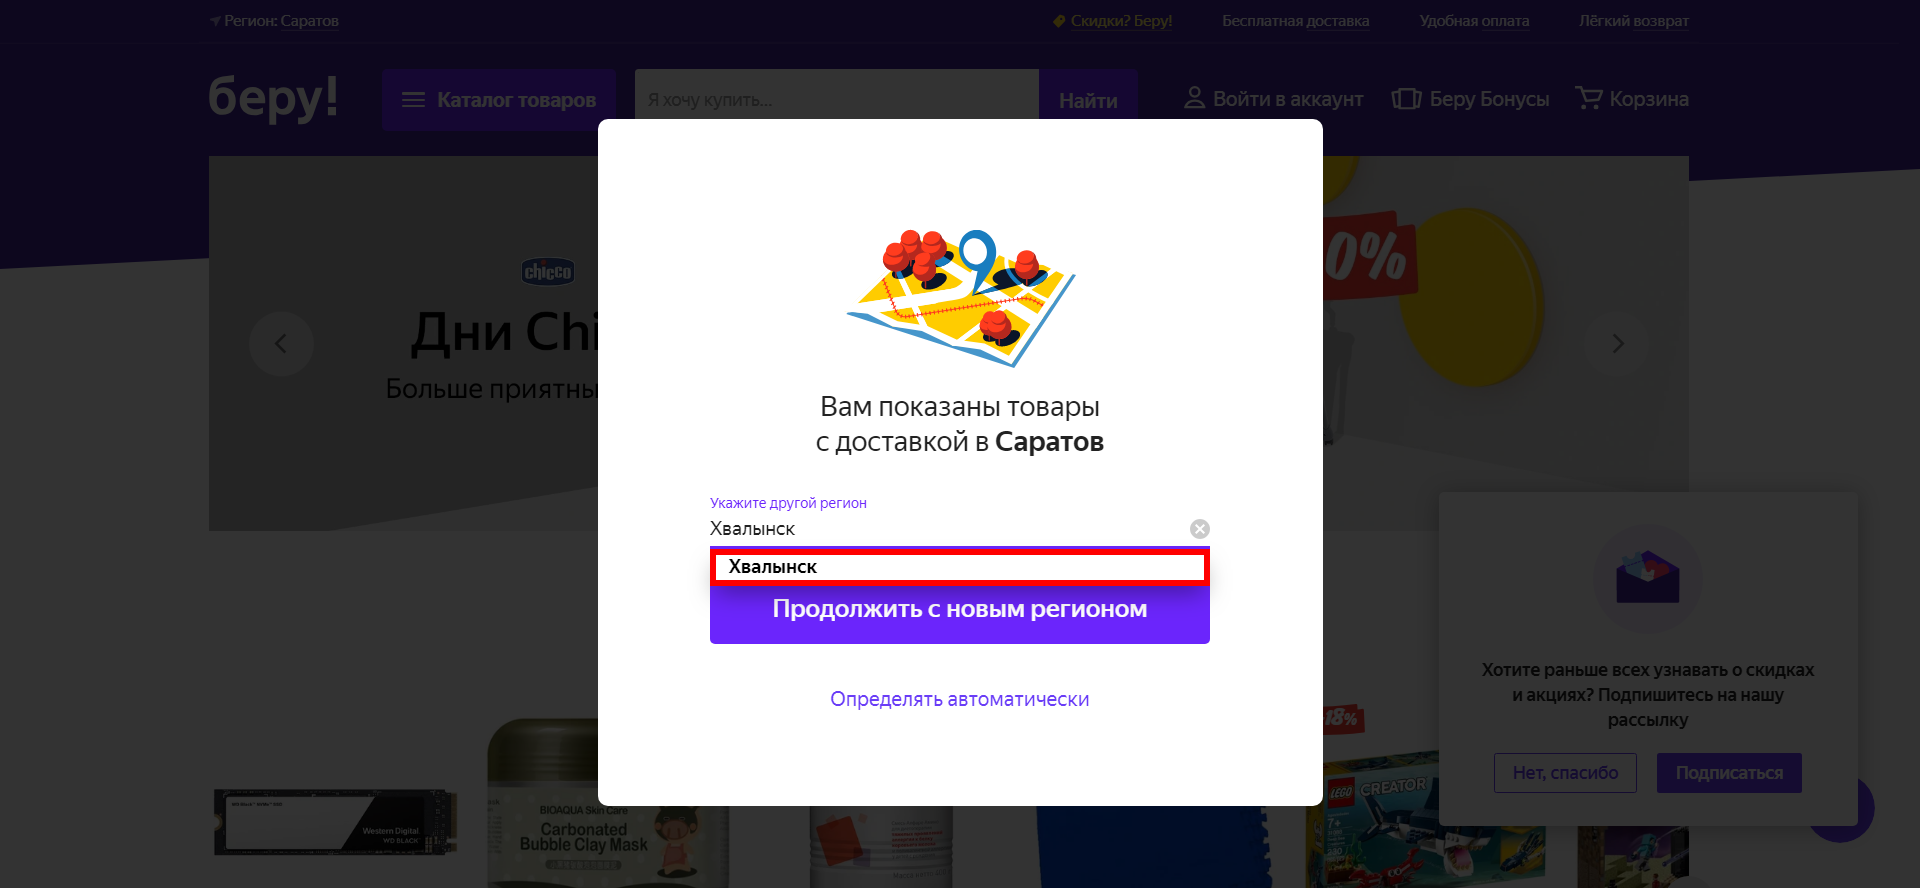 Регион: Саратов
Скидки? Беру!
Бесплатная доставка
Удобная оплата
Лёгкий возврат
беру!
Каталог товаров
Я хочу купить...
Найти
Войти в аккаунт
Беру Бонусы
Корзина
chicco
Дни Chi
Больше приятны
0%
Вам показаны товары
с доставкой в Саратов
Укажите другой регион
Хвалынск
Хвалынск
Продолжить с новым регионом
Определять автоматически
Хотите раньше всех узнавать о скидках
и акциях? Подпишитесь на нашу
рассылку
Нет, спасибо
Подписаться
-18%
Western Digital
WD BLACK
BIOAQUA Skin Care
Carbonated
Bubble Clay Mask
LEGO
CREATOR
7+